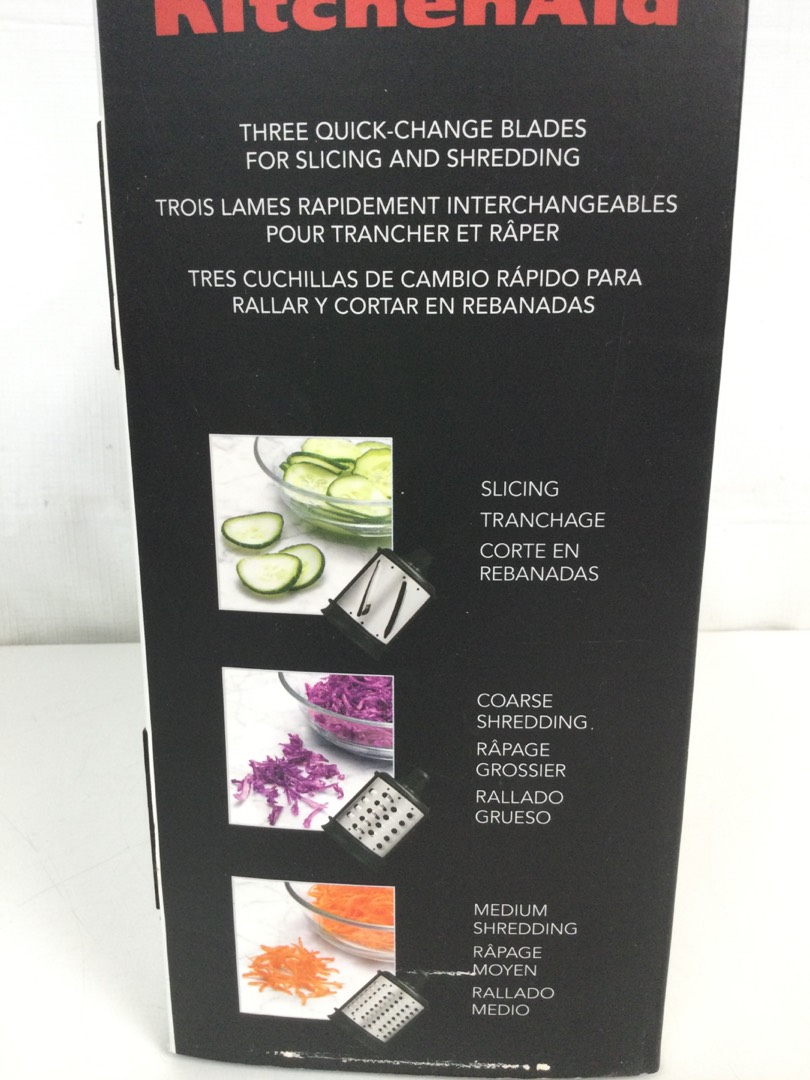 KitchenAid
THREE QUICK-CHANGE BLADES
FOR SLICING AND SHREDDING
TROIS LAMES RAPIDEMENT INTERCHANGEABLES
POUR TRANCHER ET RÂPER
TRES CUCHILLAS DE CAMBIO RÁPIDO PARA
RALLAR Y CORTAR EN REBANADAS
SLICING
TRANCHAGE
CORTE EN
REBANADAS
COARSE
SHREDDING
RÂPAGE
GROSSIER
RALLADO
GRUESO
MEDIUM
SHREDDING
RÂPAGE
MOYEN
RALLADO
MEDIO